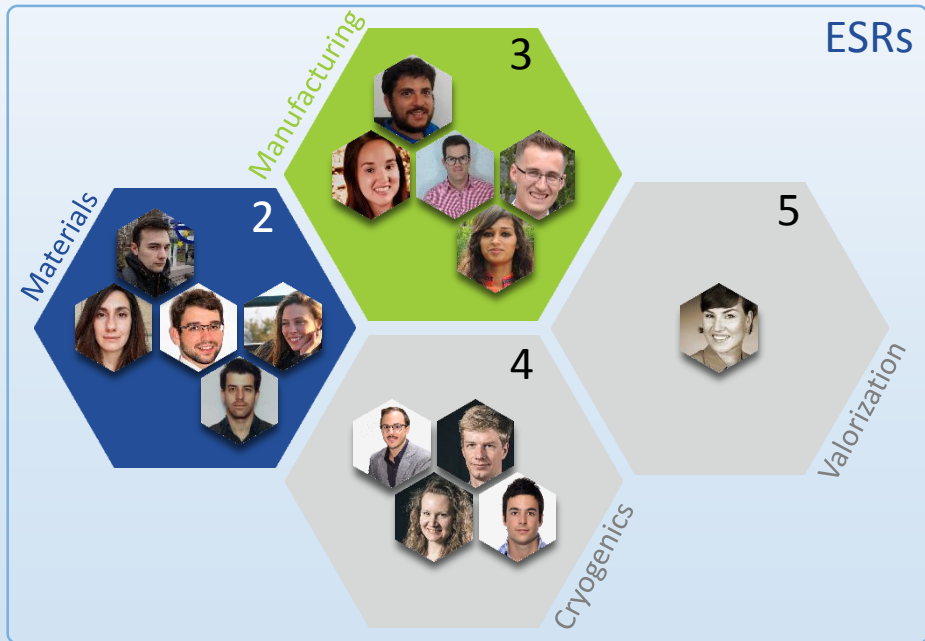 ESRs
Manufacturing
3
Materials
2
5
Valorization
4
Cryogenics